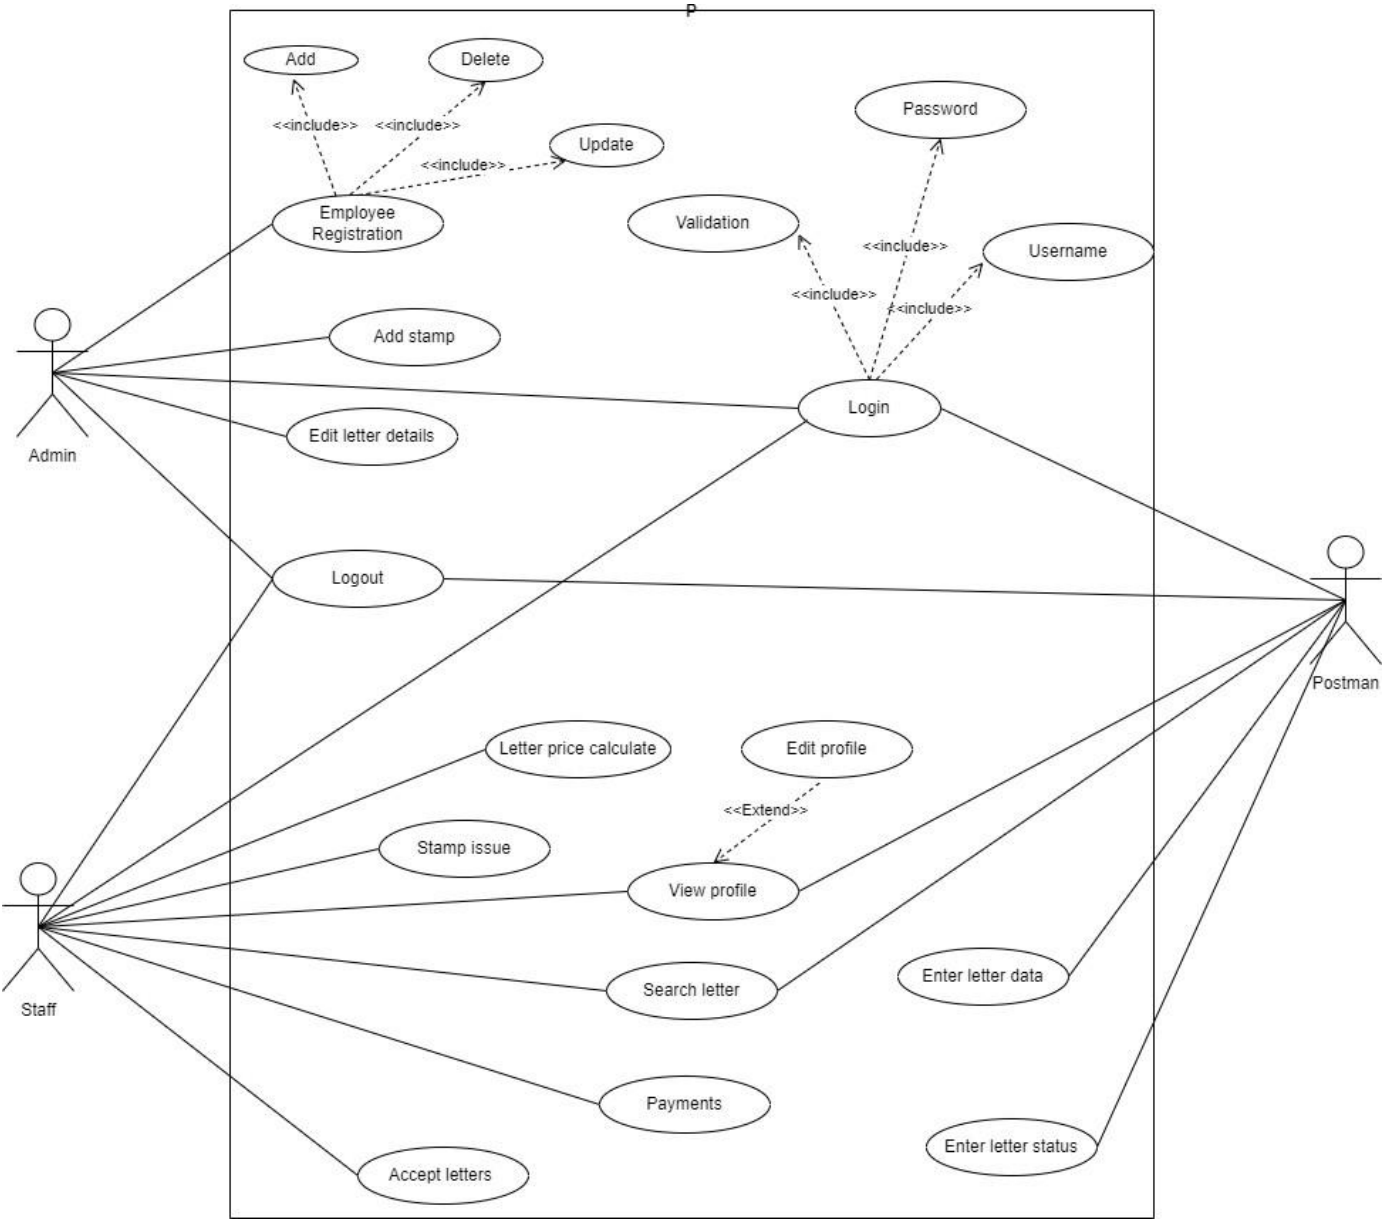 P
Add
Delete
<<include>>
<<include>>
Update
<<include>>
Password
Employee
Registration
Validation
<<include>>
Username
<<include>>
<<include>>
Add stamp
Login
Edit letter details
Admin
Logout
Postman
Letter price calculate
Edit profile
<<Extend>>
Stamp issue
View profile
Search letter
Enter letter data
Staff
Payments
Enter letter status
Accept letters